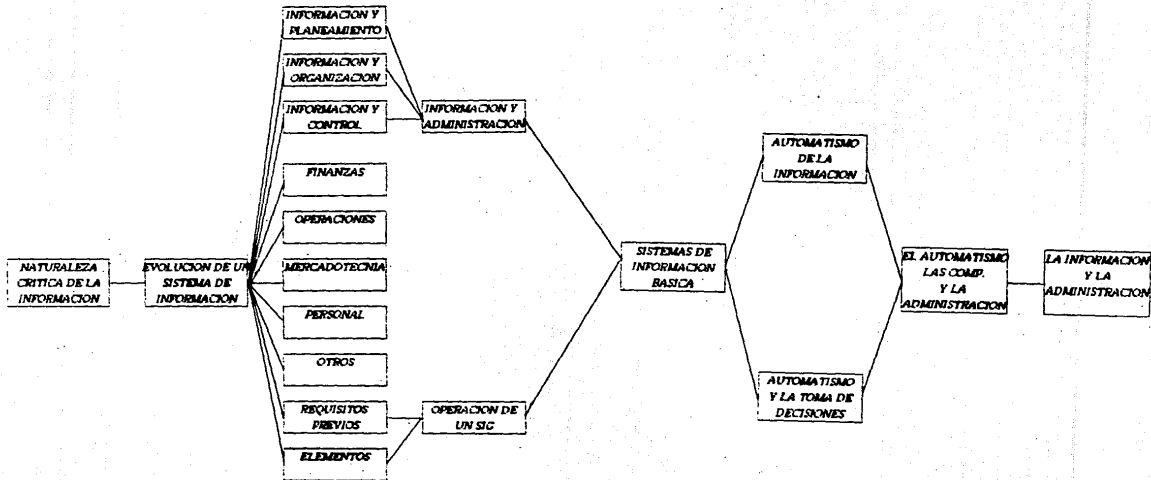 NATURALEZA
CRITICA DE LA
INFORMACION
EVOLUCION DE UN
SISTEMA DE
INFORMACION
INFORMACION Y
PLANEAMIENTO
INFORMACION Y
ORGANIZACION
INFORMACION Y
CONTROL
FINANZAS
OPERACIONES
MERCADOTECNIA
PERSONAL
OTROS
REQUISITOS
PREVIOS
ELEMENTOS
INFORMACION Y
ADMINISTRACION
OPERACION DE
UN SIG
SISTEMAS DE
INFORMACION
BASICA
AUTOMATISMO
DE LA
INFORMACION
AUTOMATISMO
Y LA TOMA DE
DECISIONES
EL AUTOMATISMO
LAS COMP.
Y LA
ADMINISTRACION
LA INFORMACION
Y LA
ADMINISTRACION